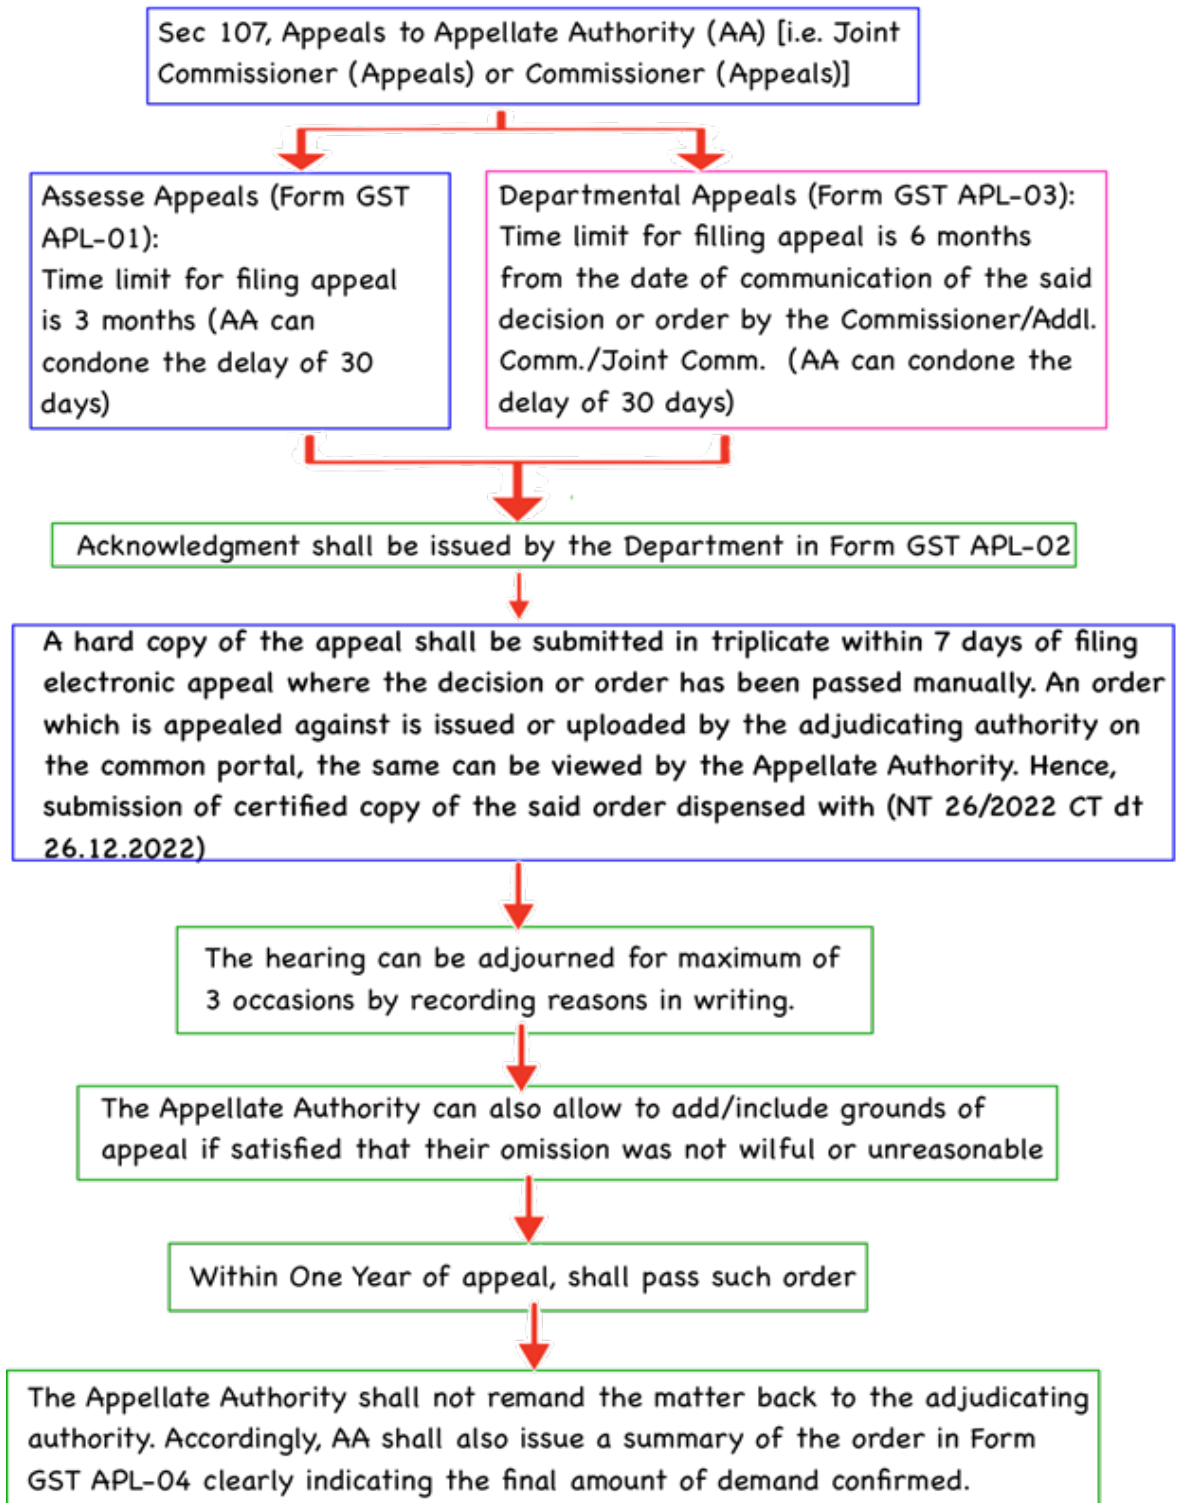 Sec 107, Appeals to Appellate Authority (AA) [i.e. Joint
Commissioner (Appeals) or Commissioner (Appeals)]
Assesse Appeals (Form GST
APL-01):
Time limit for filing appeal
is 3 months (AA can
condone the delay of 30
days)
Departmental Appeals (Form GST APL-03):
Time limit for filling appeal is 6 months
from the date of communication of the said
decision or order by the Commissioner/Addl.
Comm./Joint Comm. (AA can condone the
delay of 30 days)
Acknowledgment shall be issued by the Department in Form GST APL-02
A hard copy of the appeal shall be submitted in triplicate within 7 days of filing
electronic appeal where the decision or order has been passed manually. An order
which is appealed against is issued or uploaded by the adjudicating authority on
the common portal, the same can be viewed by the Appellate Authority. Hence,
submission of certified copy of the said order dispensed with (NT 26/2022 CT dt
26.12.2022)
The hearing can be adjourned for maximum of
3 occasions by recording reasons in writing.
The Appellate Authority can also allow to add/include grounds of
appeal if satisfied that their omission was not wilful or unreasonable
Within One Year of appeal, shall pass such order
The Appellate Authority shall not remand the matter back to the adjudicating
authority. Accordingly, AA shall also issue a summary of the order in Form
GST APL-04 clearly indicating the final amount of demand confirmed.